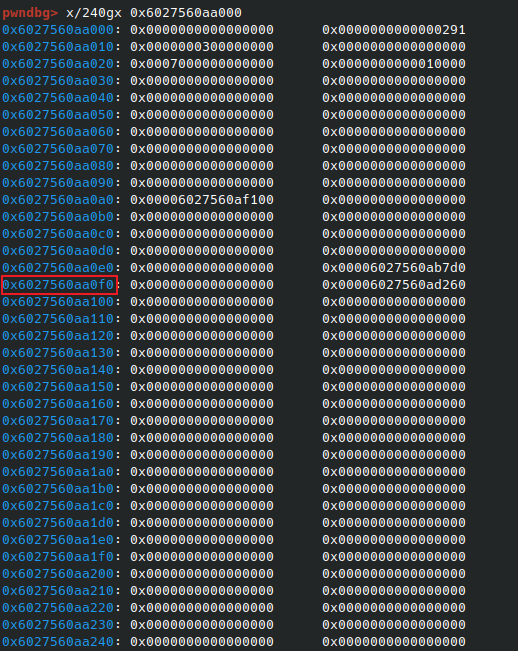 pwndbg> x/240gx 0x6027560aa000
0x6027560aa000: 0x0000000000000000 0x0000000000000291
0x6027560aa010: 0x0000000300000000 0x0000000000000000
0x6027560aa020: 0x0007000000000000 0x0000000000010000
0x6027560aa030: 0x0000000000000000 0x0000000000000000
0x6027560aa040: 0x0000000000000000 0x0000000000000000
0x6027560aa050: 0x0000000000000000 0x0000000000000000
0x6027560aa060: 0x0000000000000000 0x0000000000000000
0x6027560aa070: 0x0000000000000000 0x0000000000000000
0x6027560aa080: 0x0000000000000000 0x0000000000000000
0x6027560aa090: 0x0000000000000000 0x0000000000000000
0x6027560aa0a0: 0x00006027560af100 0x0000000000000000
0x6027560aa0b0: 0x0000000000000000 0x0000000000000000
0x6027560aa0c0: 0x0000000000000000 0x0000000000000000
0x6027560aa0d0: 0x0000000000000000 0x0000000000000000
0x6027560aa0e0: 0x0000000000000000 0x00006027560ab7d0
0x6027560aa0f0: 0x0000000000000000 0x00006027560ad260
0x6027560aa100: 0x0000000000000000 0x0000000000000000
0x6027560aa110: 0x0000000000000000 0x0000000000000000
0x6027560aa120: 0x0000000000000000 0x0000000000000000
0x6027560aa130: 0x0000000000000000 0x0000000000000000
0x6027560aa140: 0x0000000000000000 0x0000000000000000
0x6027560aa150: 0x0000000000000000 0x0000000000000000
0x6027560aa160: 0x0000000000000000 0x0000000000000000
0x6027560aa170: 0x0000000000000000 0x0000000000000000
0x6027560aa180: 0x0000000000000000 0x0000000000000000
0x6027560aa190: 0x0000000000000000 0x0000000000000000
0x6027560aa1a0: 0x0000000000000000 0x0000000000000000
0x6027560aa1b0: 0x0000000000000000 0x0000000000000000
0x6027560aa1c0: 0x0000000000000000 0x0000000000000000
0x6027560aa1d0: 0x0000000000000000 0x0000000000000000
0x6027560aa1e0: 0x0000000000000000 0x0000000000000000
0x6027560aa1f0: 0x0000000000000000 0x0000000000000000
0x6027560aa200: 0x0000000000000000 0x0000000000000000
0x6027560aa210: 0x0000000000000000 0x0000000000000000
0x6027560aa220: 0x0000000000000000 0x0000000000000000
0x6027560aa230: 0x0000000000000000 0x0000000000000000
0x6027560aa240: 0x0000000000000000 0x0000000000000000